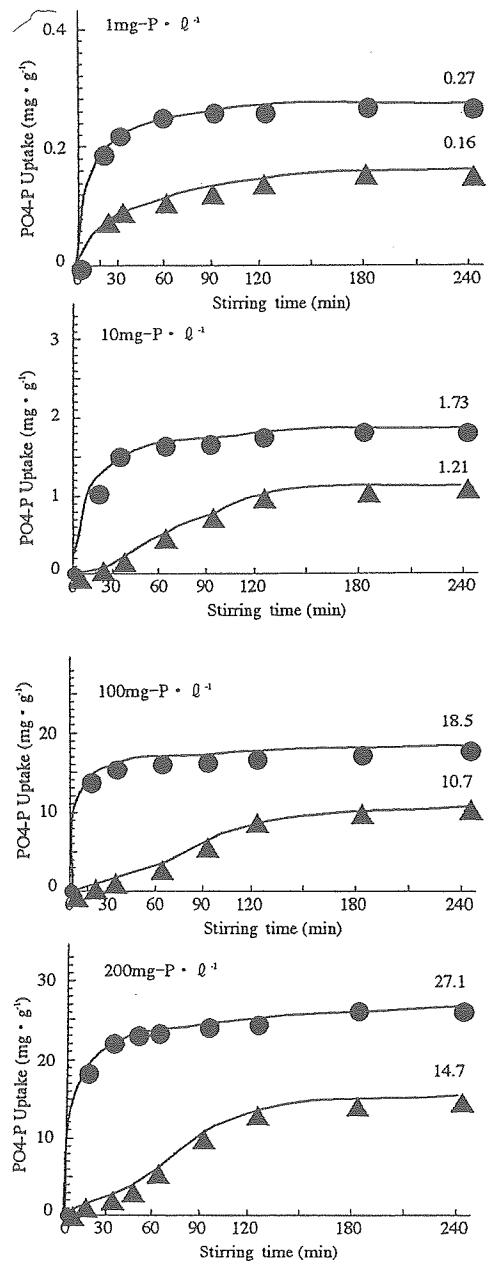 1mg-P・ℓ⁻¹
PO4-P Uptake (mg・g⁻¹)
0.4
0.2
0
0.27
0.16
0 30 60 90 120 180 240
Stirring time (min)
10mg-P・ℓ⁻¹
PO4-P Uptake (mg・g⁻¹)
3
2
1
0
1.73
1.21
0 30 60 90 120 180 240
Stirring time (min)
100mg-P・ℓ⁻¹
PO4-P Uptake (mg・g⁻¹)
20
10
0
18.5
10.7
0 30 60 90 120 180 240
Stirring time (min)
200mg-P・ℓ⁻¹
PO4-P Uptake (mg・g⁻¹)
30
20
10
0
27.1
14.7
0 30 60 90 120 180 240
Stirring time (min)